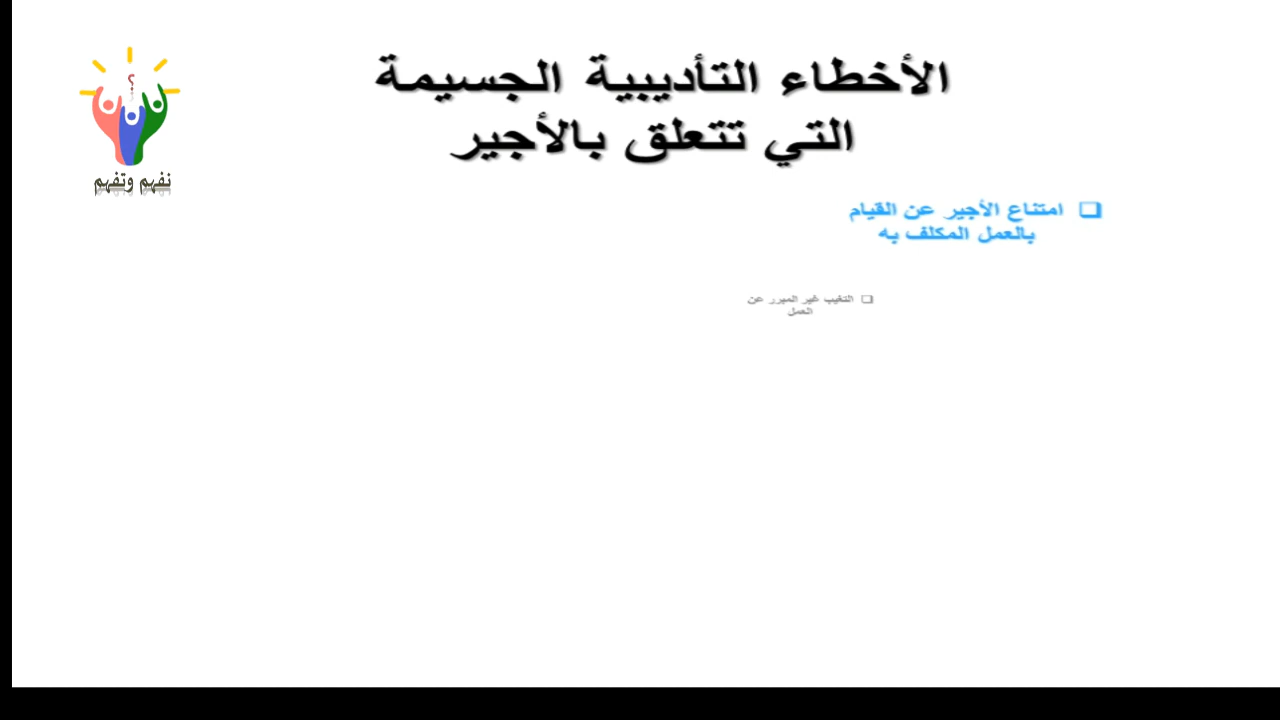 الأخطاء التأديبية الجسيمة
التي تتعلق بالأجير
؟
نفهم وتفهم
❑ امتناع الأجير عن القيام
بالعمل المكلف به
❑ التغيب غير المبرر عن
العمل